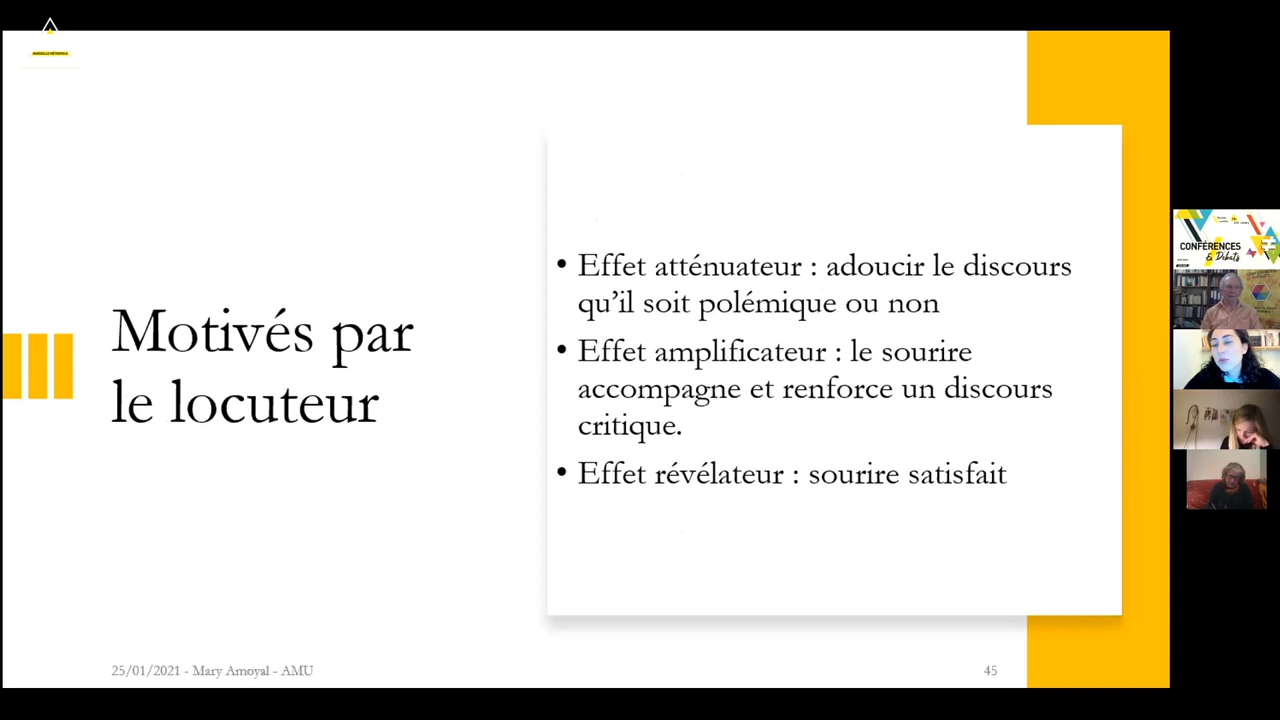 MARSEILLE MÉTROPOLE
Motivés par
le locuteur
• Effet atténuateur : adoucir le discours
qu’il soit polémique ou non
• Effet amplificateur : le sourire
accompagne et renforce un discours
critique.
• Effet révélateur : sourire satisfait
25/01/2021 - Mary Amoyal - AMU
45
CONFÉRENCES
& Débats